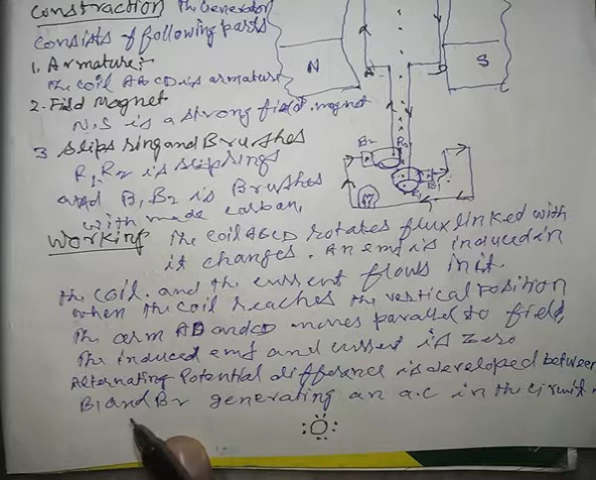 Constraction The Generator
Consists of following parts
1. Armature:-
The coil ABCD is armature
2. Field Magnet
N.S is a strong field magnet
3 Slips ring and Brushes
R1 R2 is sliprings
and B1 B2 is Brushes
with made carban,
N
S
A
D
B2
R2
B1
R1
Working The coil ABCD rotates flux linked with
it changes. An emf is induced in
the coil. and the current flows in it.
when the coil reaches the vertical position
the arm AB and CD moves parallel to field,
The induced emf and current is zero
Alternating Potential difference is developed between
B1 and B2 generating an a.c in the circuit.